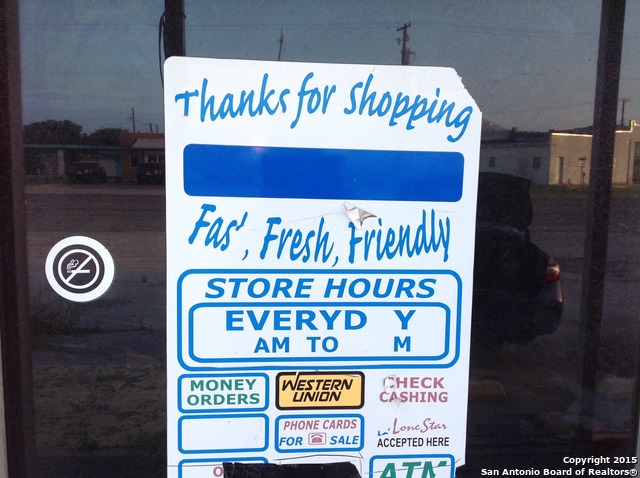 Thanks for Shopping
Fas', Fresh, Friendly
STORE HOURS
EVERYD Y
AM TO M
MONEY ORDERS
WESTERN UNION
CHECK CASHING
PHONE CARDS
FOR SALE
Lone Star
ACCEPTED HERE
ATM
Copyright 2015
San Antonio Board of Realtors®